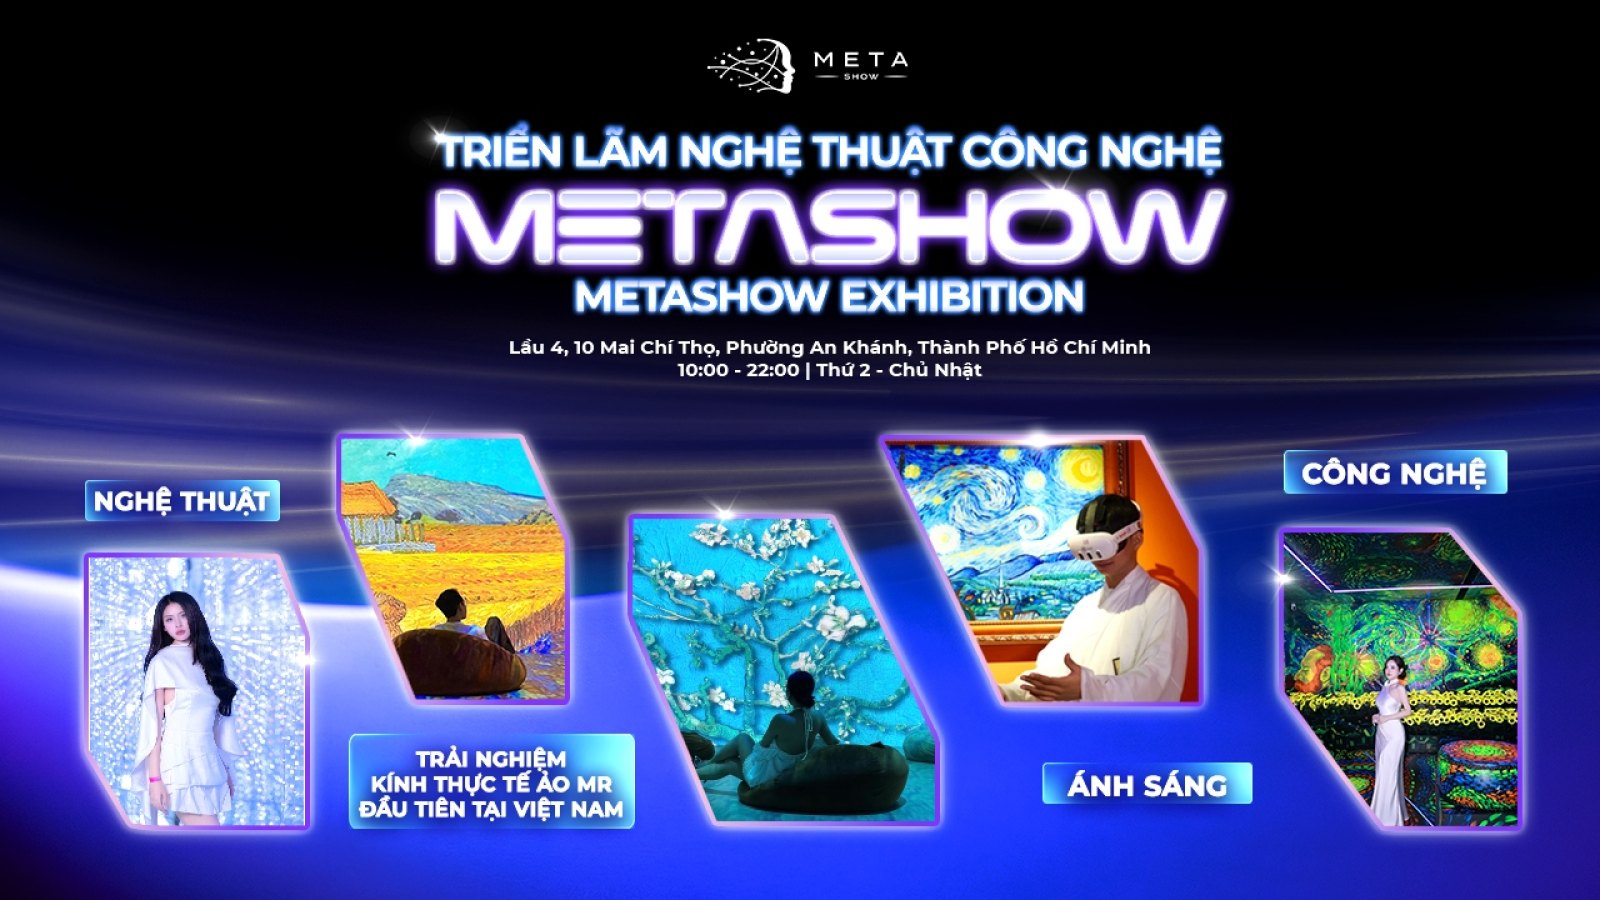 META
SHOW
TRIỂN LÃM NGHỆ THUẬT CÔNG NGHỆ
METASHOW
METASHOW EXHIBITION
Lầu 4, 10 Mai Chí Thọ, Phường An Khánh, Thành Phố Hồ Chí Minh
10:00 - 22:00 | Thứ 2 - Chủ Nhật
NGHỆ THUẬT
CÔNG NGHỆ
TRẢI NGHIỆM
KÍNH THỰC TẾ ẢO MR
ĐẦU TIÊN TẠI VIỆT NAM
ÁNH SÁNG